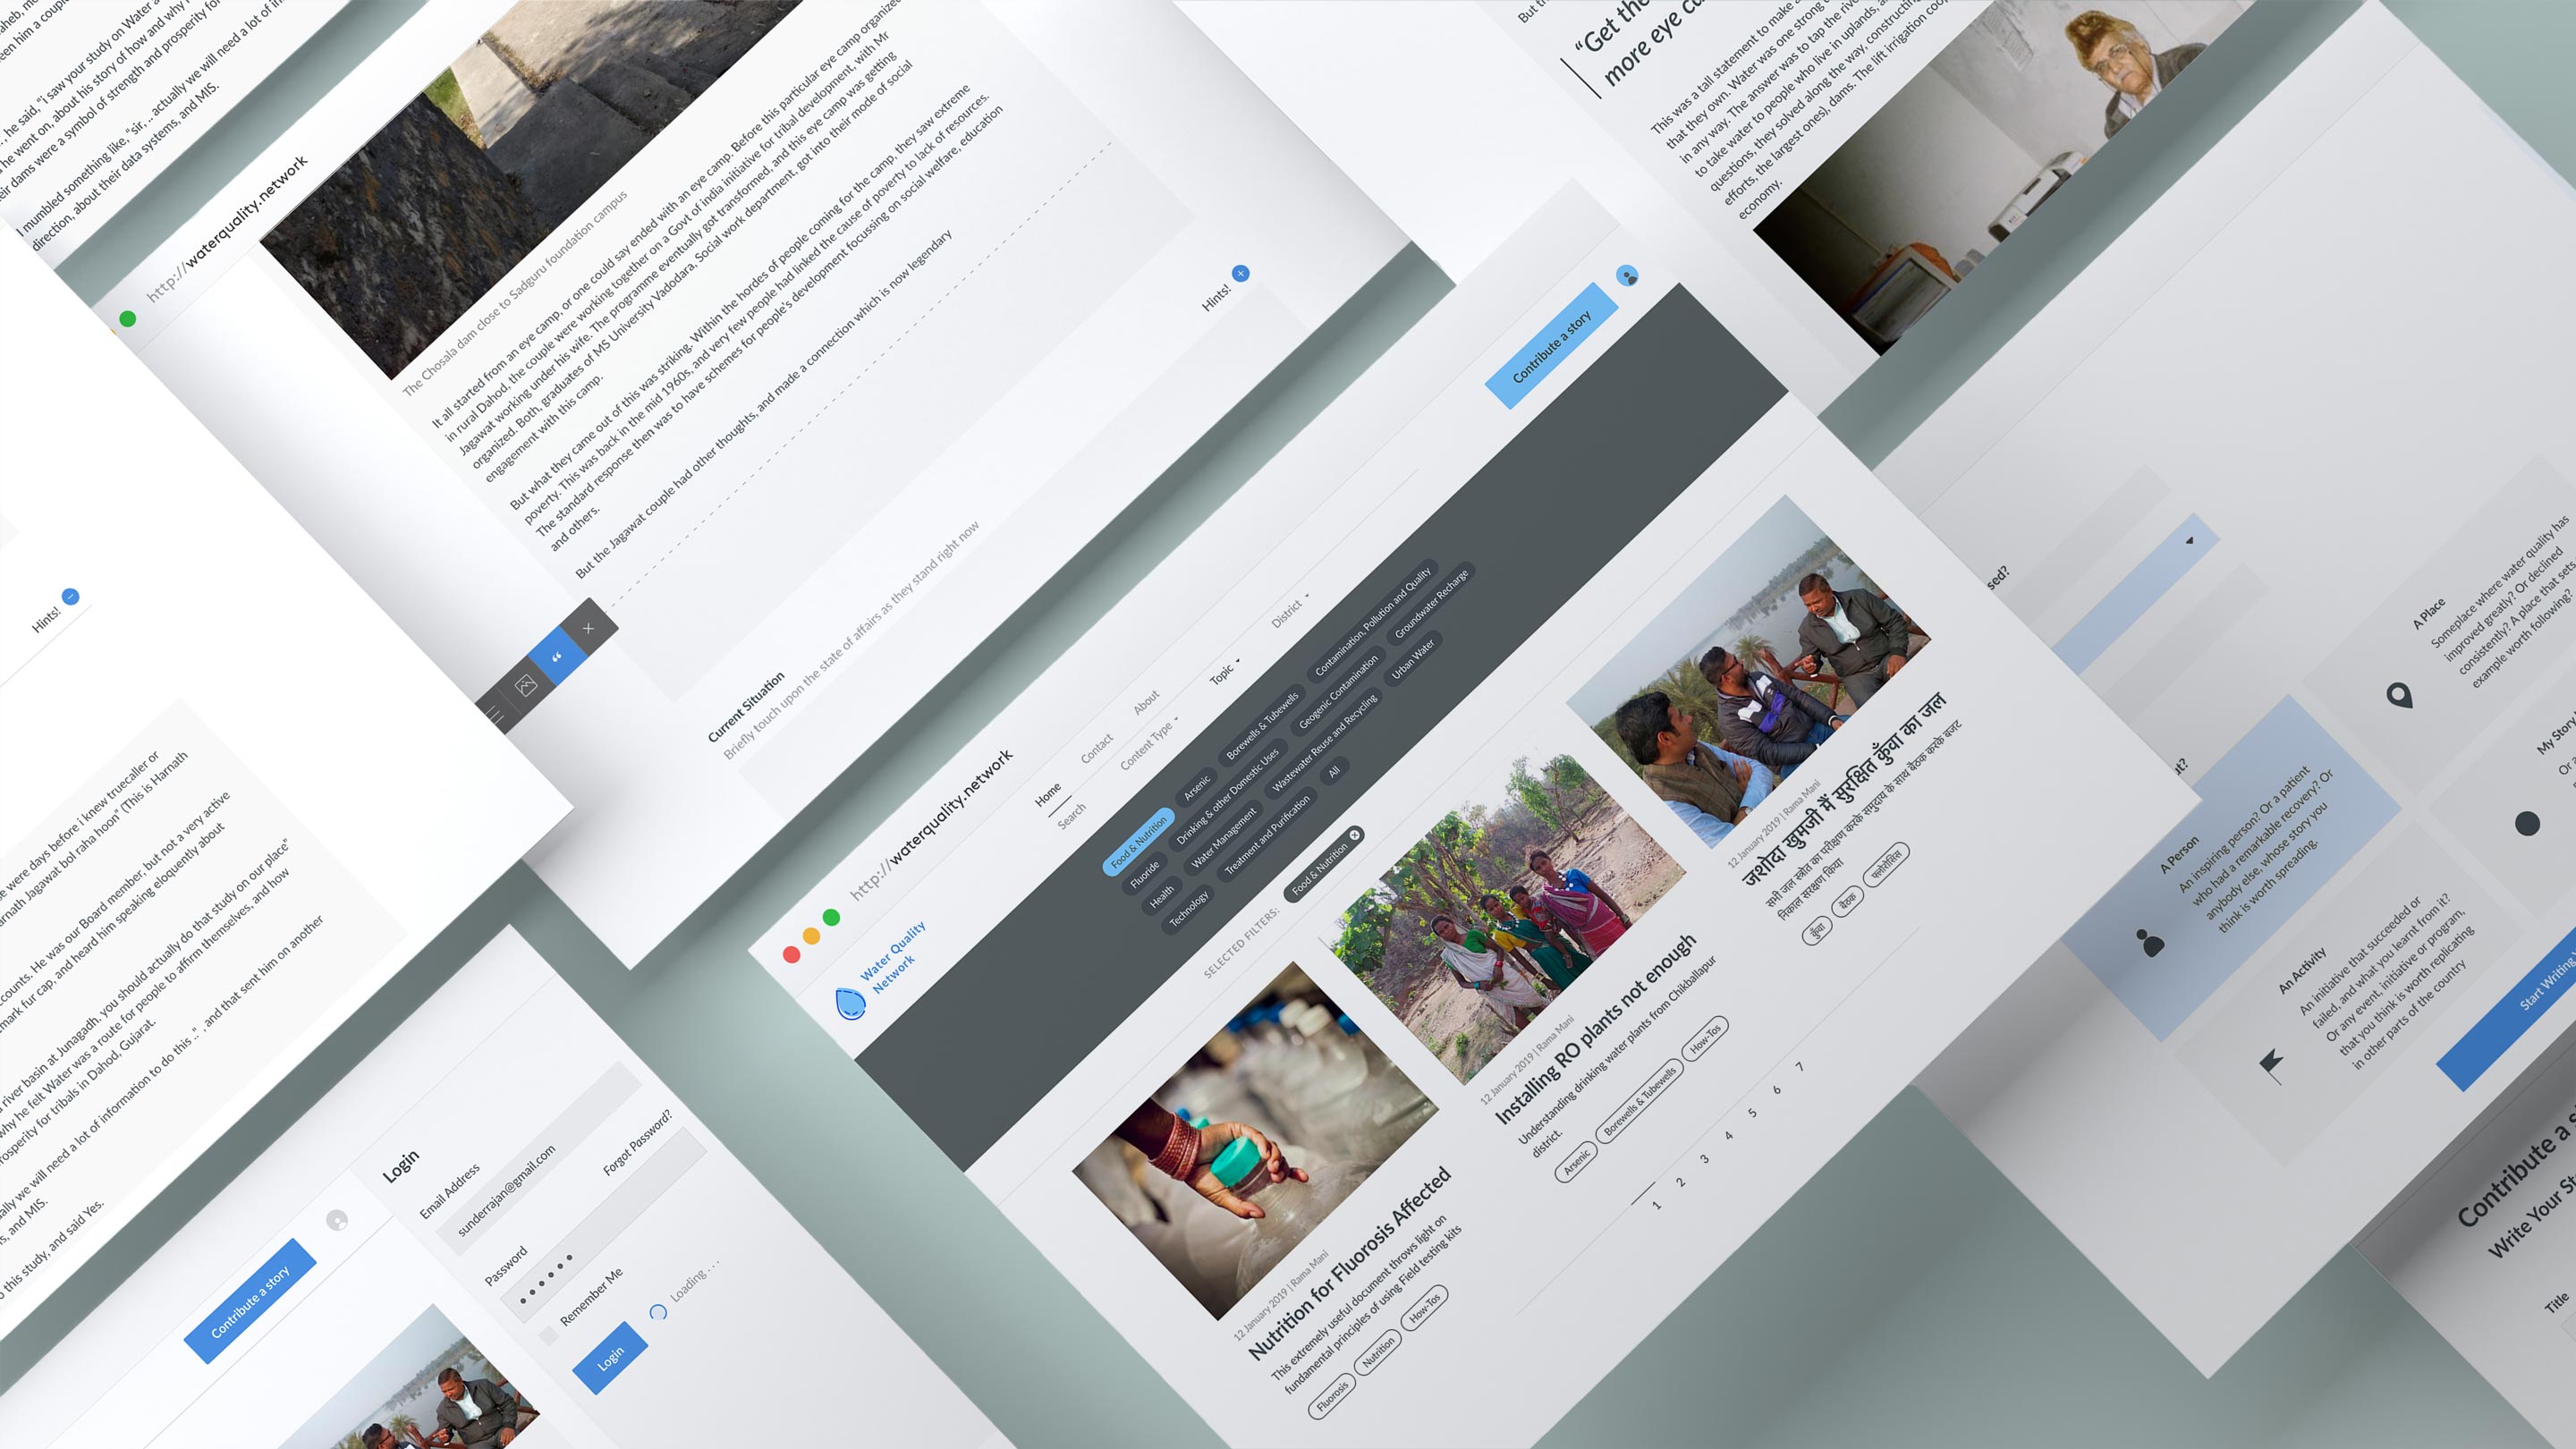 he said, "I saw your study on Water
he went on, about his story of how and why
dams were a symbol of strength and prosperity for
I mumbled something like, "sir... actually we will need a lot of
direction, about their data systems, and MIS.
http://waterquality.network
The Chosala dam close to Sadguru foundation campus
It all started from an eye camp, or one could say ended with an eye camp. Before this particular eye camp organized
in rural Dahod, the couple were working together on a Govt of India initiative for tribal development, with Mr
Jagawat working under his wife. The programme eventually got transformed, and this eye camp was getting
organized. Both, graduates of MS University Vadodara, Social work department, got into their mode of social
engagement with this camp.
But what they came out of this was striking. Within the hordes of people coming for the camp, they saw extreme
poverty. This was back in the mid 1960s, and very few people had linked the cause of poverty to lack of resources.
The standard response then was to have schemes for people's development focussing on social welfare, education
and others.
But the Jagawat couple had other thoughts, and made a connection which is now legendary
Hints!
Current Situation
Briefly touch upon the state of affairs as they stand right now
"Get the
more eye ca
This was a tall statement to make
that they own. Water was one strong
in any way. The answer was to tap the
to take water to people who live in uplands,
questions, they solved along the way, constructing
efforts, the largest ones), dams. The lift irrigation
economy.
Hints!
were days before i knew truecaller or
Jagawat bol raha hoon" (This is Harnath
He was our Board member, but not a very active
mark fur cap, and heard him speaking eloquently about
river basin at Junagadh. you should actually do that study on our place"
why he felt Water was a route for people to affirm themselves, and how
prosperity for tribals in Dahod, Gujarat.
we will need a lot of information to do this ..", and that sent him on another
and MIS.
this study, and said Yes.
Contribute a story
Login
Email Address
sunderrajan@gmail.com
Password
Forgot Password?
Remember Me
Login
Loading . . .
http://waterquality.network
Water Quality
Network
Home
Contact
About
Contribute a story
Search
Content Type
Topic
District
Food & Nutrition
Arsenic
Borewells & Tubewells
Contamination, Pollution and Quality
Fluoride
Drinking & other Domestic Uses
Geogenic Contamination
Groundwater Recharge
Health
Water Management
Wastewater Reuse and Recycling
Urban Water
Technology
Treatment and Purification
All
SELECTED FILTERS:
Food & Nutrition
12 January 2019 | Rama Mani
Nutrition for Fluorosis Affected
This extremely useful document throws light on
fundamental principles of using Field testing kits
Fluorosis
Nutrition
How-Tos
12 January 2019 | Rama Mani
Installing RO plants not enough
Understanding drinking water plants from Chikballapur
district.
Arsenic
Borewells & Tubewells
How-Tos
12 January 2019 | Rama Mani
जशोदा खुमजी में सुरक्षित कुँवा का जल
सभी जल स्त्रोत का परीक्षण करके समुदाय के साथ बैठक करके बजट
निकाल संरक्षण किया
कुँवा
बैठक
फ्लोरोसिस
1 2 3 4 5 6 7
A Person
An inspiring person? Or a patient
who had a remarkable recovery? Or
anybody else, whose story you
think is worth spreading.
A Place
Someplace where water quality has
improved greatly? Or declined
consistently? A place that sets
example worth following?
An Activity
An initiative that succeeded or
failed, and what you learnt from it?
Or any event, initiative or program,
that you think is worth replicating
in other parts of the country
My Story
Start Writing
Contribute a
Write Your
Title